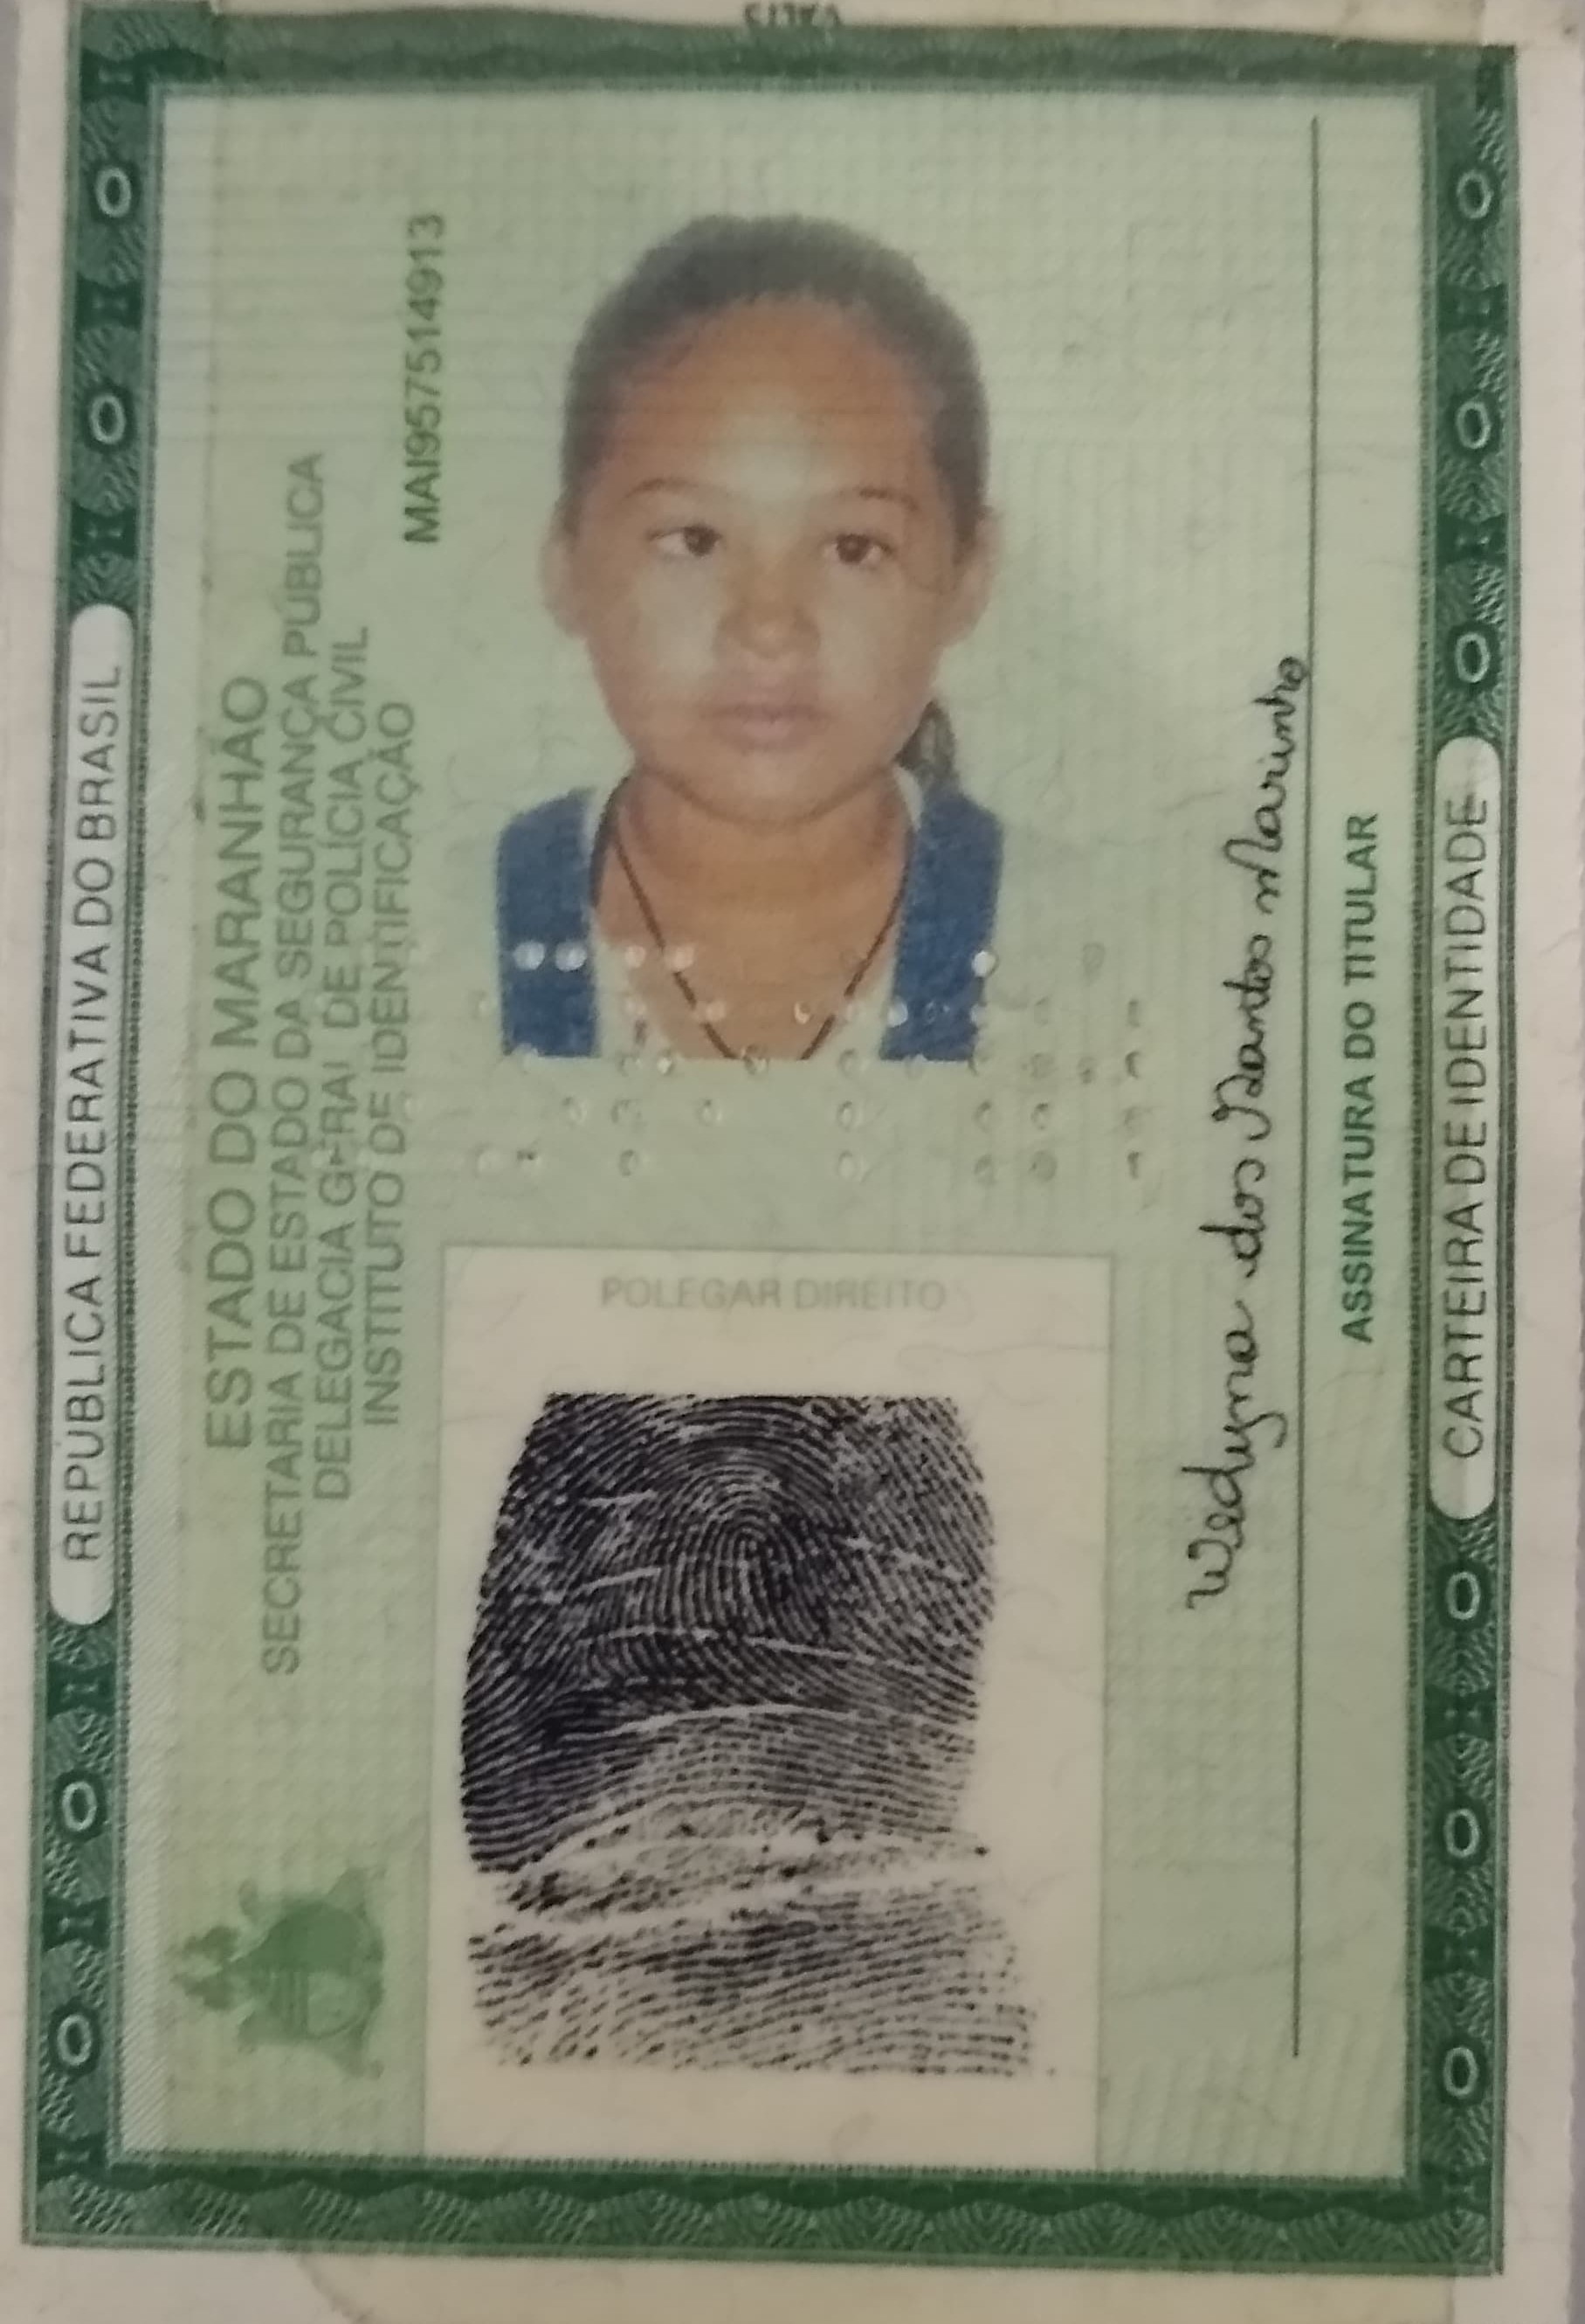 REPÚBLICA FEDERATIVA DO BRASIL
ESTADO DO MARANHÃO
SECRETARIA DE ESTADO DA SEGURANÇA PÚBLICA
DELEGACIA GERAL DE POLÍCIA CIVIL
INSTITUTO DE IDENTIFICAÇÃO
MAI957514913
POLEGAR DIREITO
dos Santos Marinho
ASSINATURA DO TITULAR
CARTEIRA DE IDENTIDADE